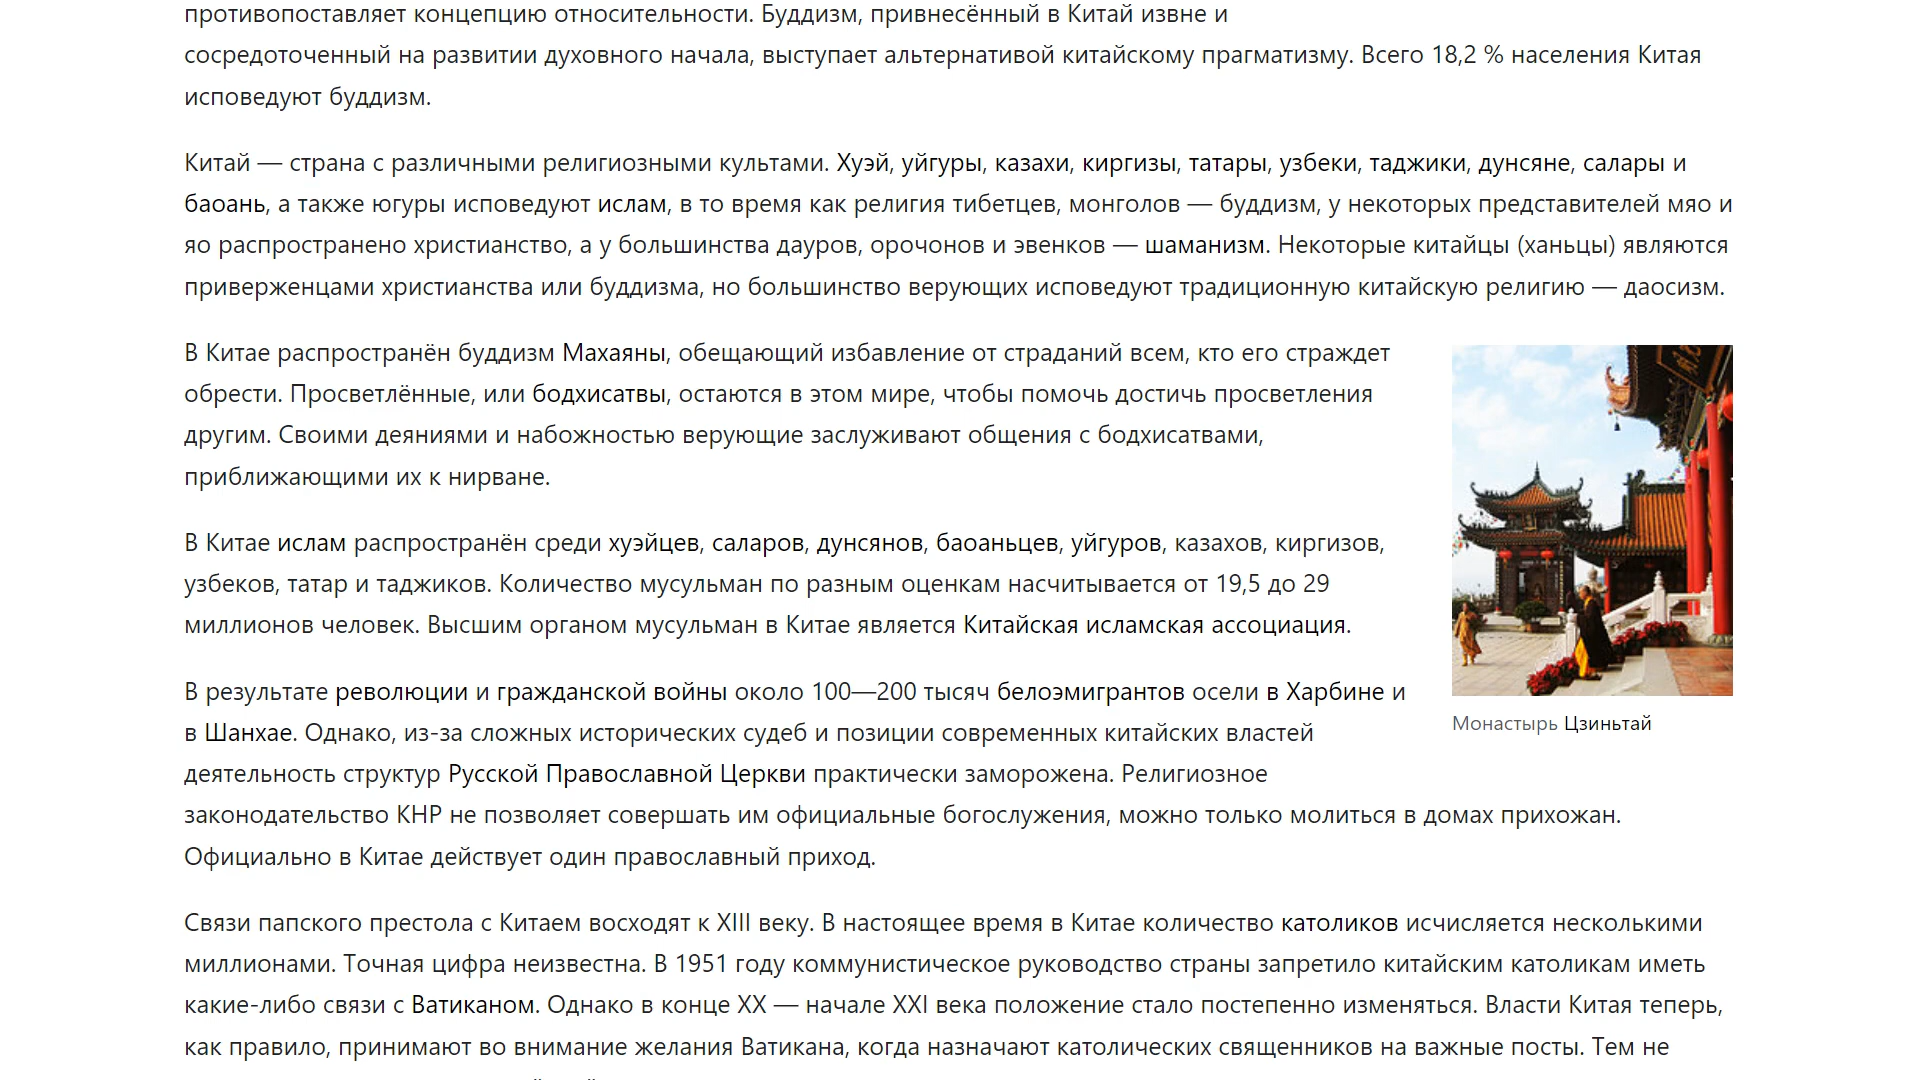 противопоставляет концепцию относительности. Буддизм, привнесённый в Китай извне и
сосредоточенный на развитии духовного начала, выступает альтернативой китайскому прагматизму. Всего 18,2 % населения Китая
исповедуют буддизм.
Китай — страна с различными религиозными культами. Хуэй, уйгуры, казахи, киргизы, татары, узбеки, таджики, дунсяне, салары и
баоань, а также югуры исповедуют ислам, в то время как религия тибетцев, монголов — буддизм, у некоторых представителей мяо и
яо распространено христианство, а у большинства дауров, орочонов и эвенков — шаманизм. Некоторые китайцы (ханьцы) являются
приверженцами христианства или буддизма, но большинство верующих исповедуют традиционную китайскую религию — даосизм.
В Китае распространён буддизм Махаяны, обещающий избавление от страданий всем, кто его страждет
обрести. Просветлённые, или бодхисатвы, остаются в этом мире, чтобы помочь достичь просветления
другим. Своими деяниями и набожностью верующие заслуживают общения с бодхисатвами,
приближающими их к нирване.
В Китае ислам распространён среди хуэйцев, саларов, дунсянов, баоаньцев, уйгуров, казахов, киргизов,
узбеков, татар и таджиков. Количество мусульман по разным оценкам насчитывается от 19,5 до 29
миллионов человек. Высшим органом мусульман в Китае является Китайская исламская ассоциация.
В результате революции и гражданской войны около 100—200 тысяч белоэмигрантов осели в Харбине и
в Шанхае. Однако, из-за сложных исторических судеб и позиции современных китайских властей
деятельность структур Русской Православной Церкви практически заморожена. Религиозное
законодательство КНР не позволяет совершать им официальные богослужения, можно только молиться в домах прихожан.
Официально в Китае действует один православный приход.
Монастырь Цзиньтай
Связи папского престола с Китаем восходят к XIII веку. В настоящее время в Китае количество католиков исчисляется несколькими
миллионами. Точная цифра неизвестна. В 1951 году коммунистическое руководство страны запретило китайским католикам иметь
какие-либо связи с Ватиканом. Однако в конце XX — начале XXI века положение стало постепенно изменяться. Власти Китая теперь,
как правило, принимают во внимание желания Ватикана, когда назначают католических священников на важные посты. Тем не